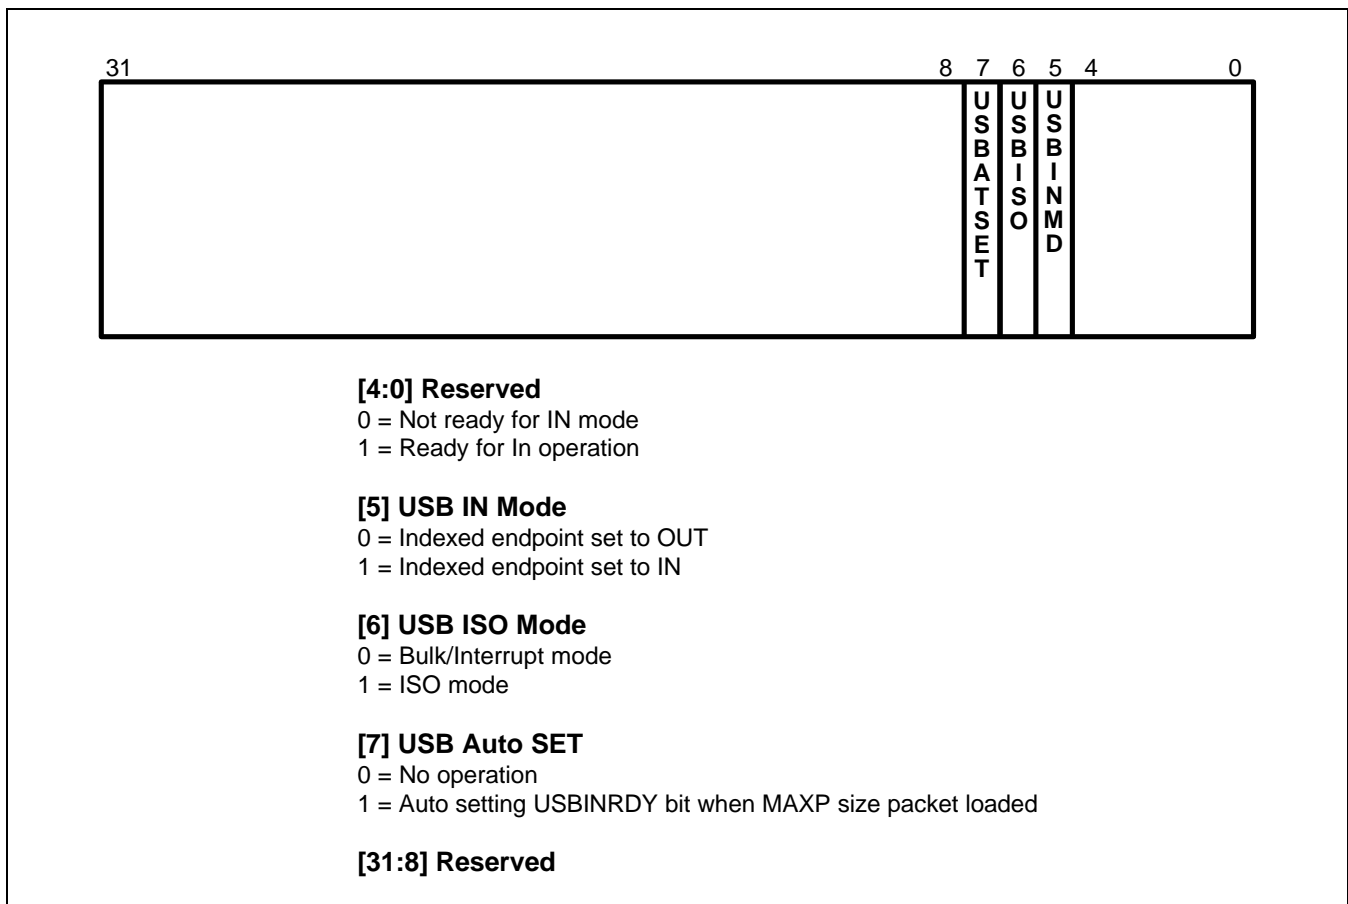 31 8 7 6 5 4 0
USBATSET USBISO USBINMD
[4:0] Reserved
0 = Not ready for IN mode
1 = Ready for In operation
[5] USB IN Mode
0 = Indexed endpoint set to OUT
1 = Indexed endpoint set to IN
[6] USB ISO Mode
0 = Bulk/Interrupt mode
1 = ISO mode
[7] USB Auto SET
0 = No operation
1 = Auto setting USBINRDY bit when MAXP size packet loaded
[31:8] Reserved